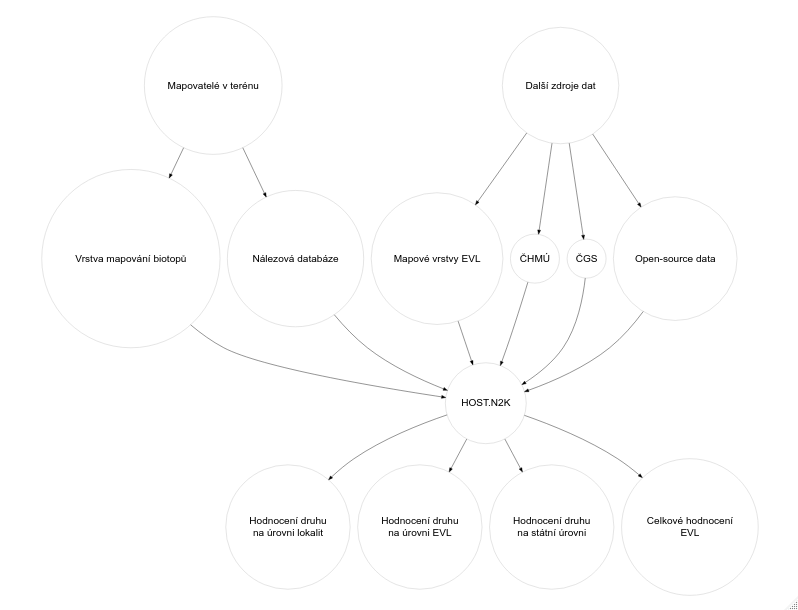 Mapovatelé v terénu
Další zdroje dat
Vrstva mapování biotopů
Nálezová databáze
Mapové vrstvy EVL
ČHMÚ
ČGS
Open-source data
HOST.N2K
Hodnocení druhu
na úrovni lokalit
Hodnocení druhu
na úrovni EVL
Hodnocení druhu
na státní úrovni
Celkové hodnocení
EVL